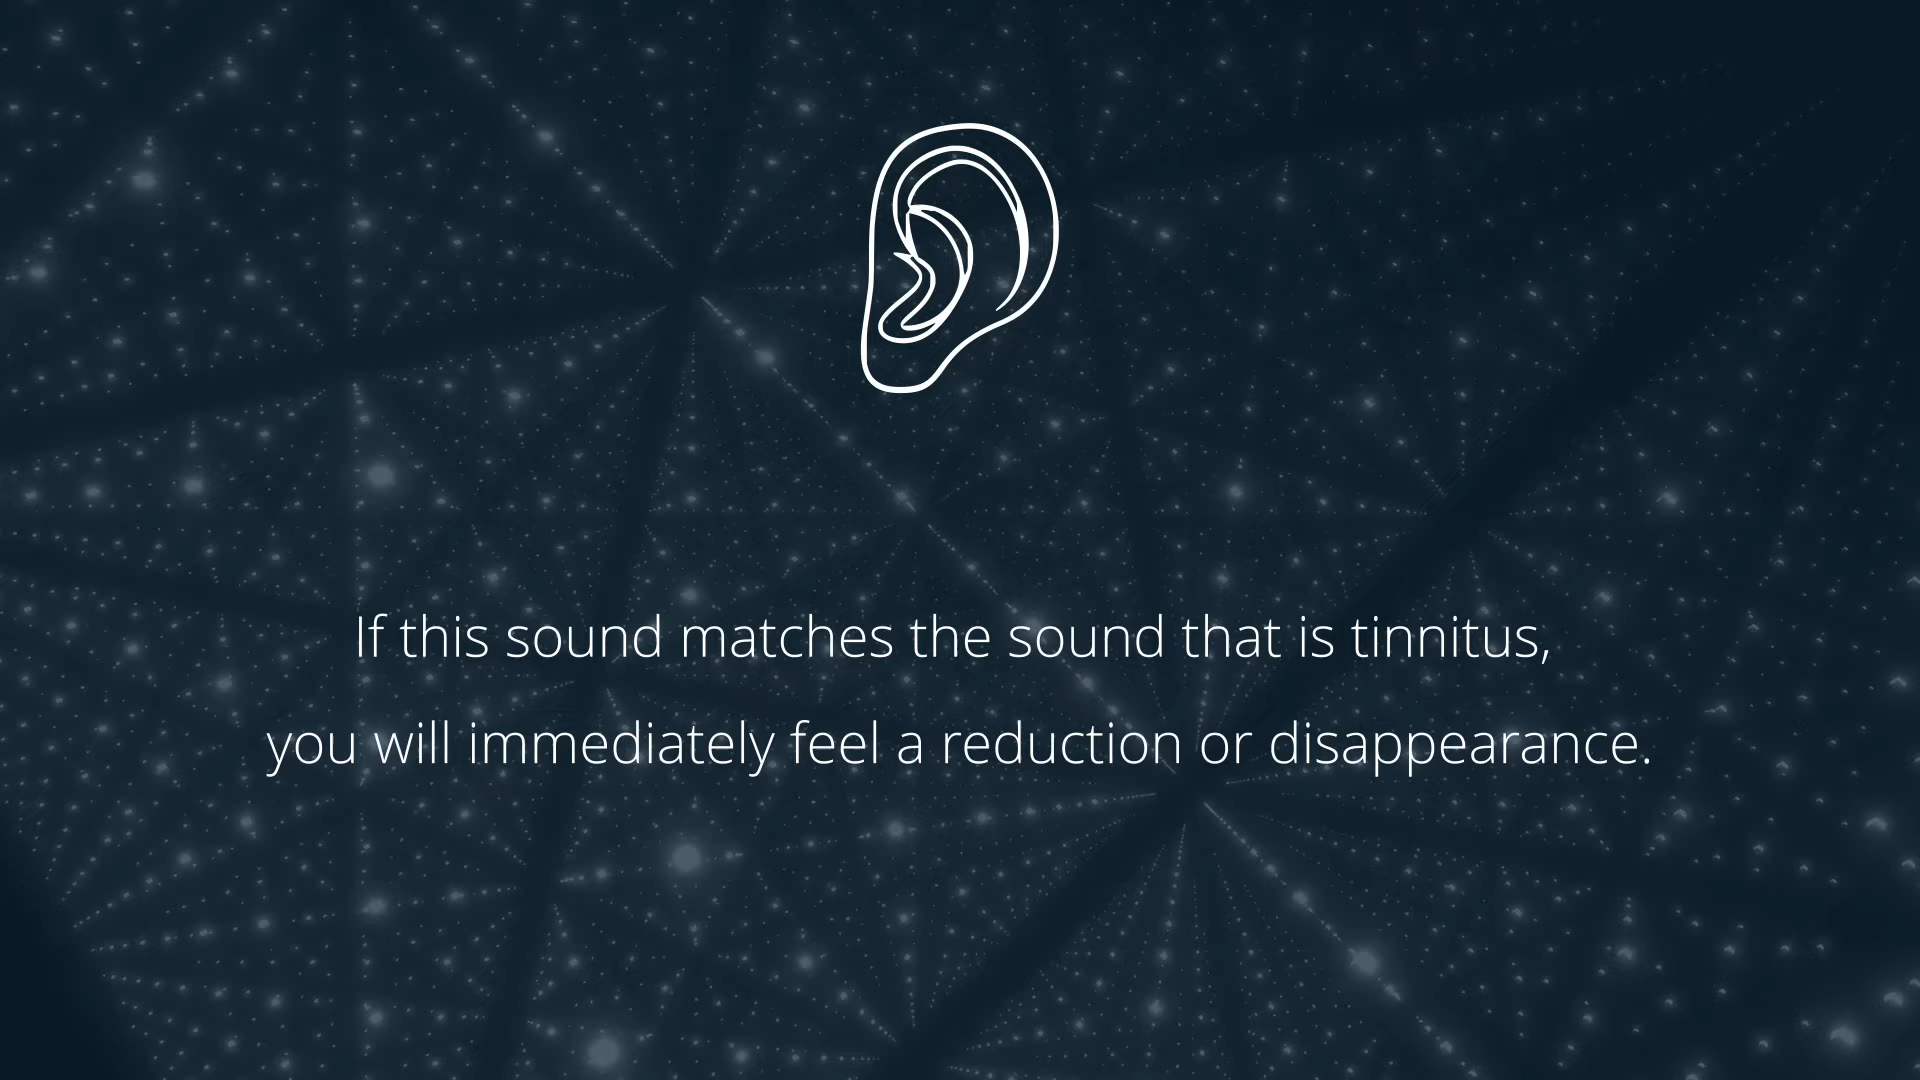 If this sound matches the sound that is tinnitus,
you will immediately feel a reduction or disappearance.